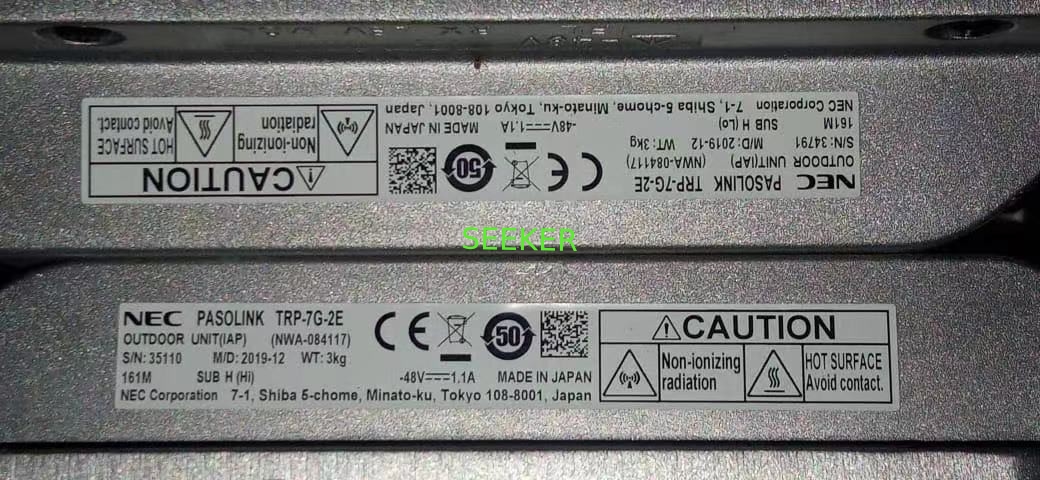 NEC PASOLINK TRP-7G-2E
OUTDOOR UNIT(IAP) (NWA-084117)
S/N: 34791 M/D: 2019-12 WT: 3kg
161M SUB H (Lo) -48V⎓1.1A MADE IN JAPAN
NEC Corporation 7-1, Shiba 5-chome, Minato-ku, Tokyo 108-8001, Japan
50
CAUTION
Non-ionizing
radiation
HOT SURFACE
Avoid contact.
SEEKER
NEC PASOLINK TRP-7G-2E
OUTDOOR UNIT(IAP) (NWA-084117)
S/N: 35110 M/D: 2019-12 WT: 3kg
161M SUB H (Hi) -48V⎓1.1A MADE IN JAPAN
NEC Corporation 7-1, Shiba 5-chome, Minato-ku, Tokyo 108-8001, Japan
CE
50
CAUTION
Non-ionizing
radiation
HOT SURFACE
Avoid contact.